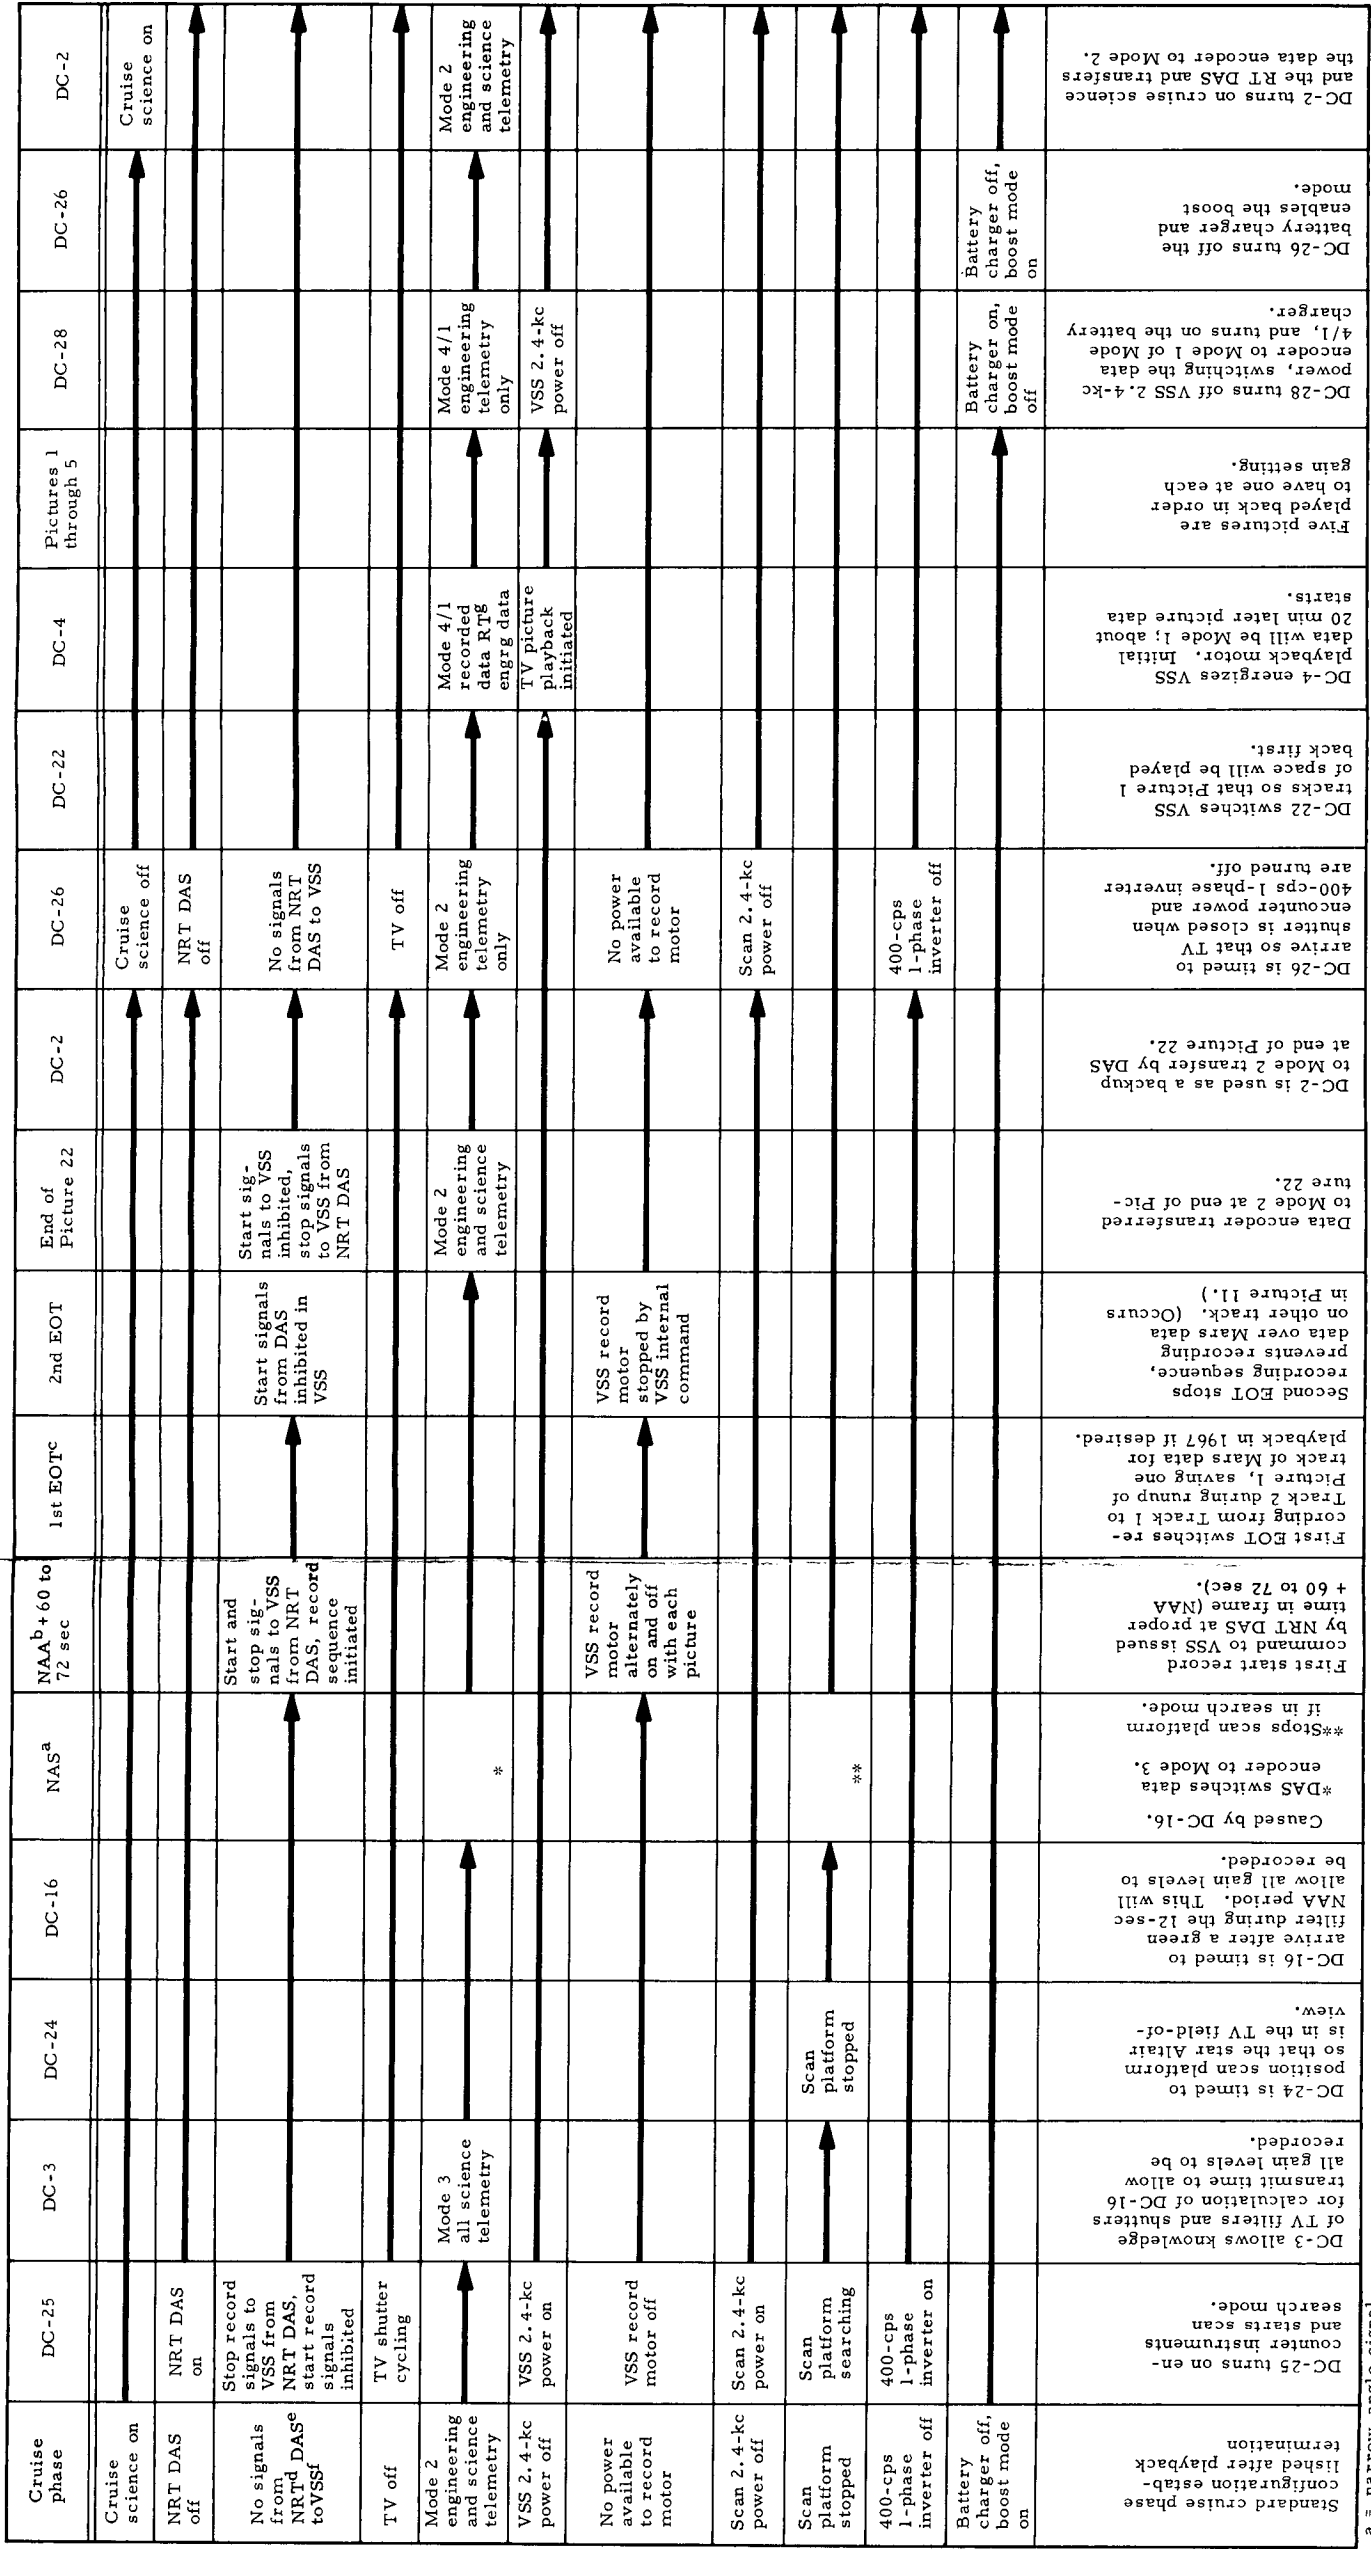 Cruise
phase
Cruise
science on
NRT DAS
off
No signals
from
NRTd DASe
toVSSf
TV off
Mode 2
engineering
and science
telemetry
VSS 2.4-kc
power off
No power
available
to record
motor
Scan 2.4-kc
power off
Scan
platform
stopped
400-cps
1-phase
inverter off
Battery
charger off,
boost mode
on
Standard cruise phase
configuration estab-
lished after playback
termination
DC-25
NRT DAS
on
Stop record
signals to
VSS from
NRT DAS,
start record
signals
inhibited
TV shutter
cycling
VSS 2.4-kc
power on
VSS record
motor off
Scan 2.4-kc
power on
Scan
platform
searching
400-cps
1-phase
inverter on
DC-25 turns on en-
counter instruments
and starts scan
search mode.
DC-3
Mode 3
all science
telemetry
DC-3 allows knowledge
of TV filters and shutters
for calculation of DC-16
transmit time to allow
all gain levels to be
recorded.
DC-24
Scan
platform
stopped
DC-24 is timed to
position scan platform
so that the star Altair
is in the TV field-of-
view.
DC-16
DC-16 is timed to
arrive after a green
filter during the 12-sec
NAA period. This will
allow all gain levels to
be recorded.
NASa
*
**
Caused by DC-16.
*DAS switches data
encoder to Mode 3.
**Stops scan platform
if in search mode.
NAAb + 60 to
72 sec
Start and
stop sig-
nals to VSS
from NRT
DAS, record
sequence
initiated
VSS record
motor
alternately
on and off
with each
picture
First start record
command to VSS issued
by NRT DAS at proper
time in frame (NAA
+ 60 to 72 sec).
1st EOTc
First EOT switches re-
cording from Track 1 to
Track 2 during runup of
Picture 1, saving one
track of Mars data for
playback in 1967 if desired.
2nd EOT
Start signals
from DAS
inhibited in
VSS
VSS record
motor
stopped by
VSS internal
command
Second EOT stops
recording sequence,
prevents recording
data over Mars data
on other track. (Occurs
in Picture 11.)
End of
Picture 22
Start sig-
nals to VSS
inhibited,
stop signals
to VSS from
NRT DAS
Mode 2
engineering
and science
telemetry
Data encoder transferred
to Mode 2 at end of Pic-
ture 22.
DC-2
DC-2 is used as a backup
to Mode 2 transfer by DAS
at end of Picture 22.
DC-26
Cruise
science off
NRT DAS
off
No signals
from NRT
DAS to VSS
TV off
Mode 2
engineering
telemetry
only
No power
available
to record
motor
Scan 2.4-kc
power off
400-cps
1-phase
inverter off
DC-26 is timed to
arrive so that TV
shutter is closed when
encounter power and
400-cps 1-phase inverter
are turned off.
DC-22
DC-22 switches VSS
tracks so that Picture 1
of space will be played
back first.
DC-4
Mode 4/1
recorded
data RTg
engrg data
TV picture
playback
initiated
DC-4 energizes VSS
playback motor. Initial
data will be Mode 1; about
20 min later picture data
starts.
Pictures 1
through 5
Five pictures are
played back in order
to have one at each
gain setting.
DC-28
Mode 4/1
engineering
telemetry
only
VSS 2.4-kc
power off
Battery
charger on,
boost mode
off
DC-28 turns off VSS 2.4-kc
power, switching the data
encoder to Mode 1 of Mode
4/1, and turns on the battery
charger.
DC-26
Battery
charger off,
boost mode
on
DC-26 turns off the
battery charger and
enables the boost
mode.
DC-2
Cruise
science on
Mode 2
engineering
and science
telemetry
DC-2 turns on cruise science
and the RT DAS and transfers
the data encoder to Mode 2.
a = narrow angle signal